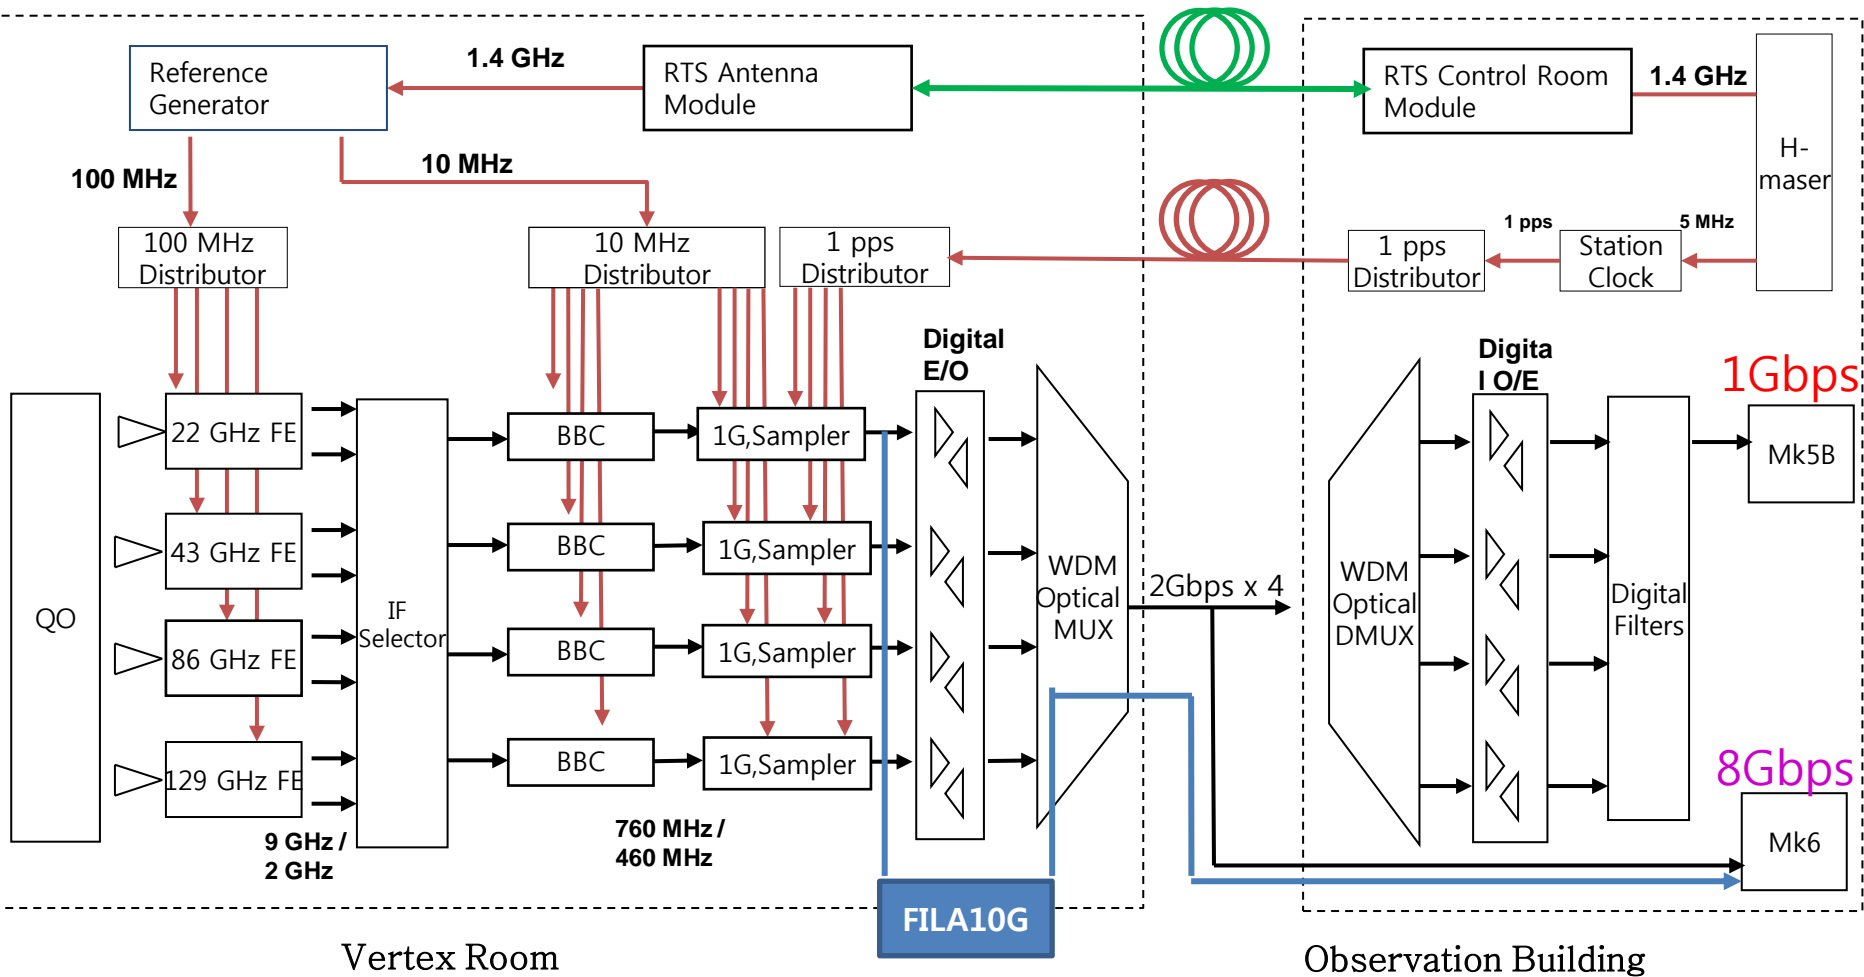 Reference
Generator
1.4 GHz
RTS Antenna
Module
RTS Control Room
Module
1.4 GHz
H-
maser
100 MHz
10 MHz
100 MHz
Distributor
10 MHz
Distributor
1 pps
Distributor
1 pps
Distributor
1 pps
Station
Clock
5 MHz
Digital
E/O
Digita
l O/E
1Gbps
QO
22 GHz FE
43 GHz FE
86 GHz FE
129 GHz FE
9 GHz /
2 GHz
IF
Selector
BBC
BBC
BBC
BBC
760 MHz /
460 MHz
1G,Sampler
1G,Sampler
1G,Sampler
1G,Sampler
WDM
Optical
MUX
2Gbps x 4
WDM
Optical
DMUX
Digital
Filters
Mk5B
8Gbps
Mk6
FILA10G
Vertex Room
Observation Building